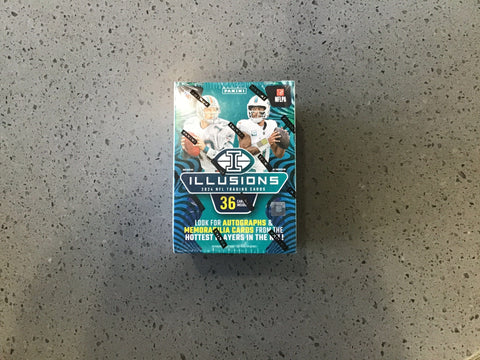 PANINI
NFLPA
ILLUSIONS
2024 NFL TRADING CARDS
36
LOOK FOR AUTOGRAPHS &
MEMORABILIA CARDS FROM THE
HOTTEST PLAYERS IN THE NFL!